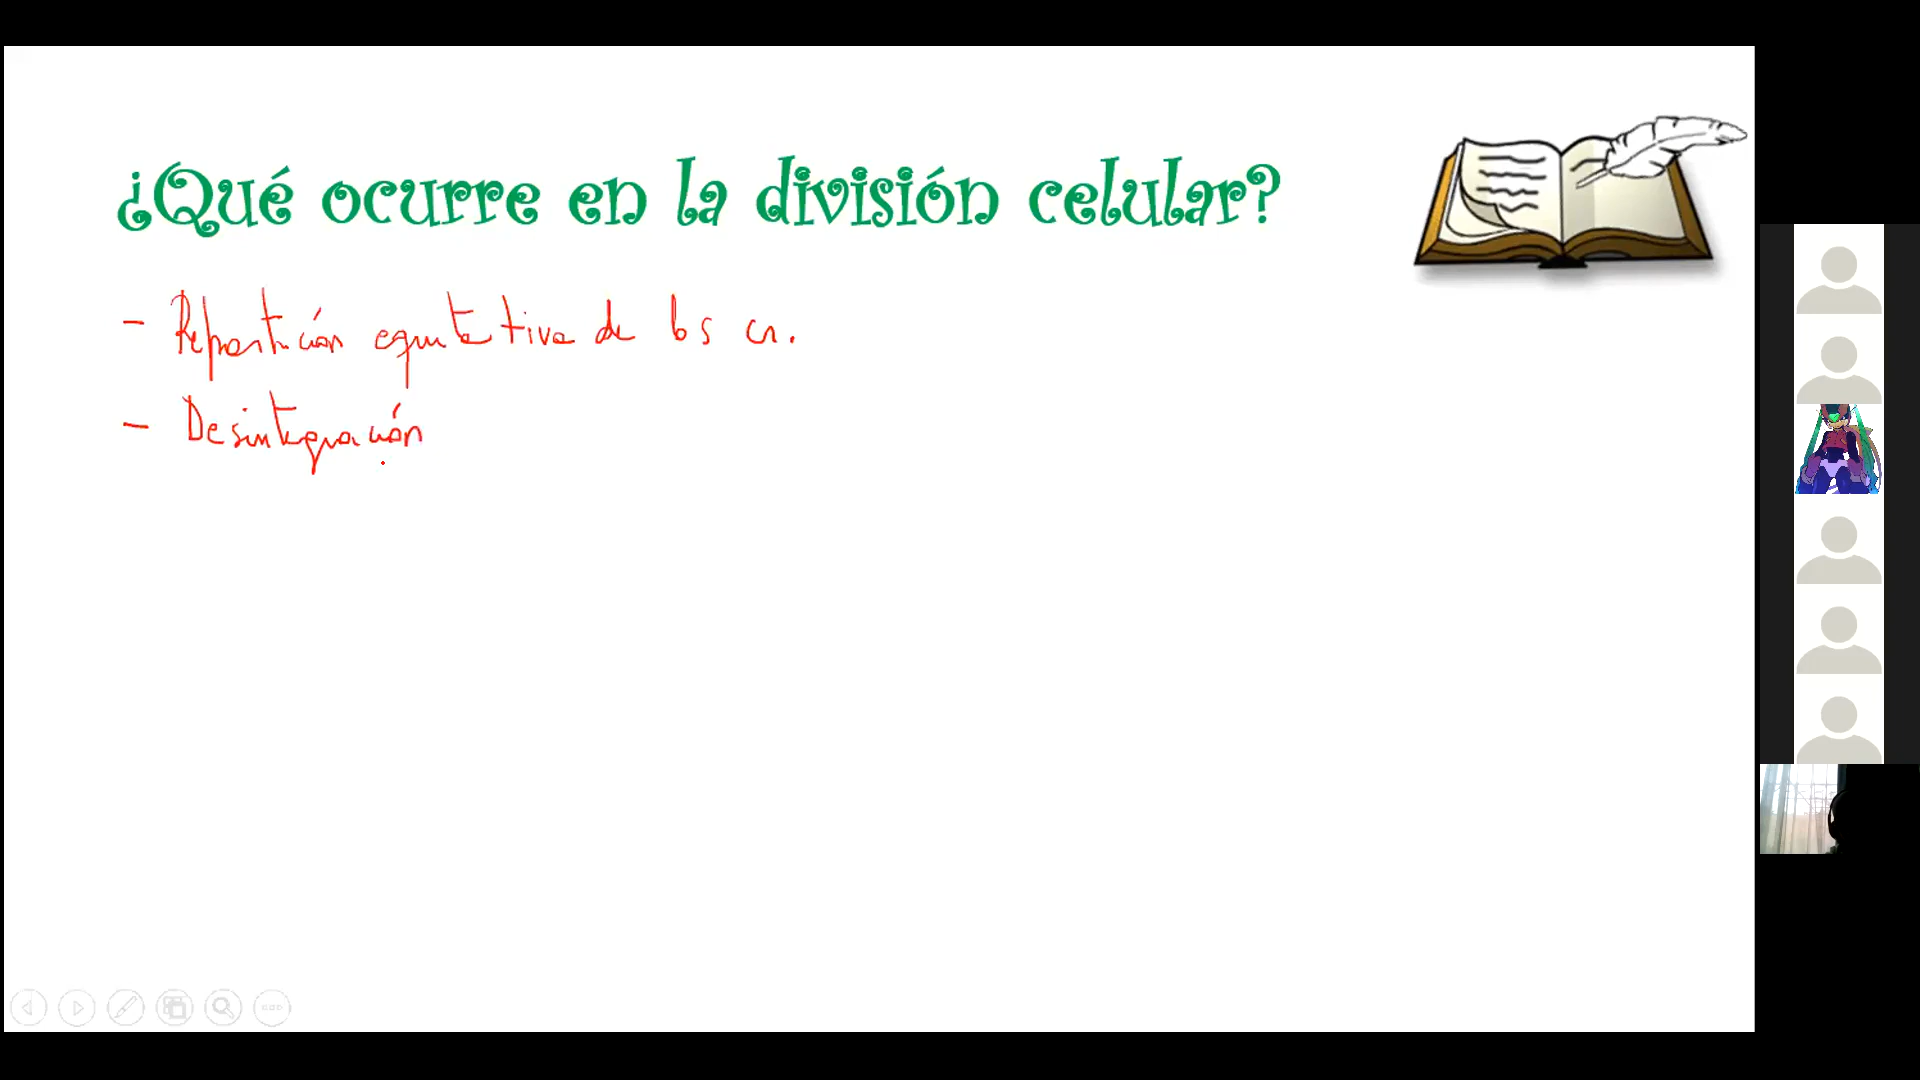 ¿Qué ocurre en la división celular?
- Repartición equitativa de los cr.
- Desintegración